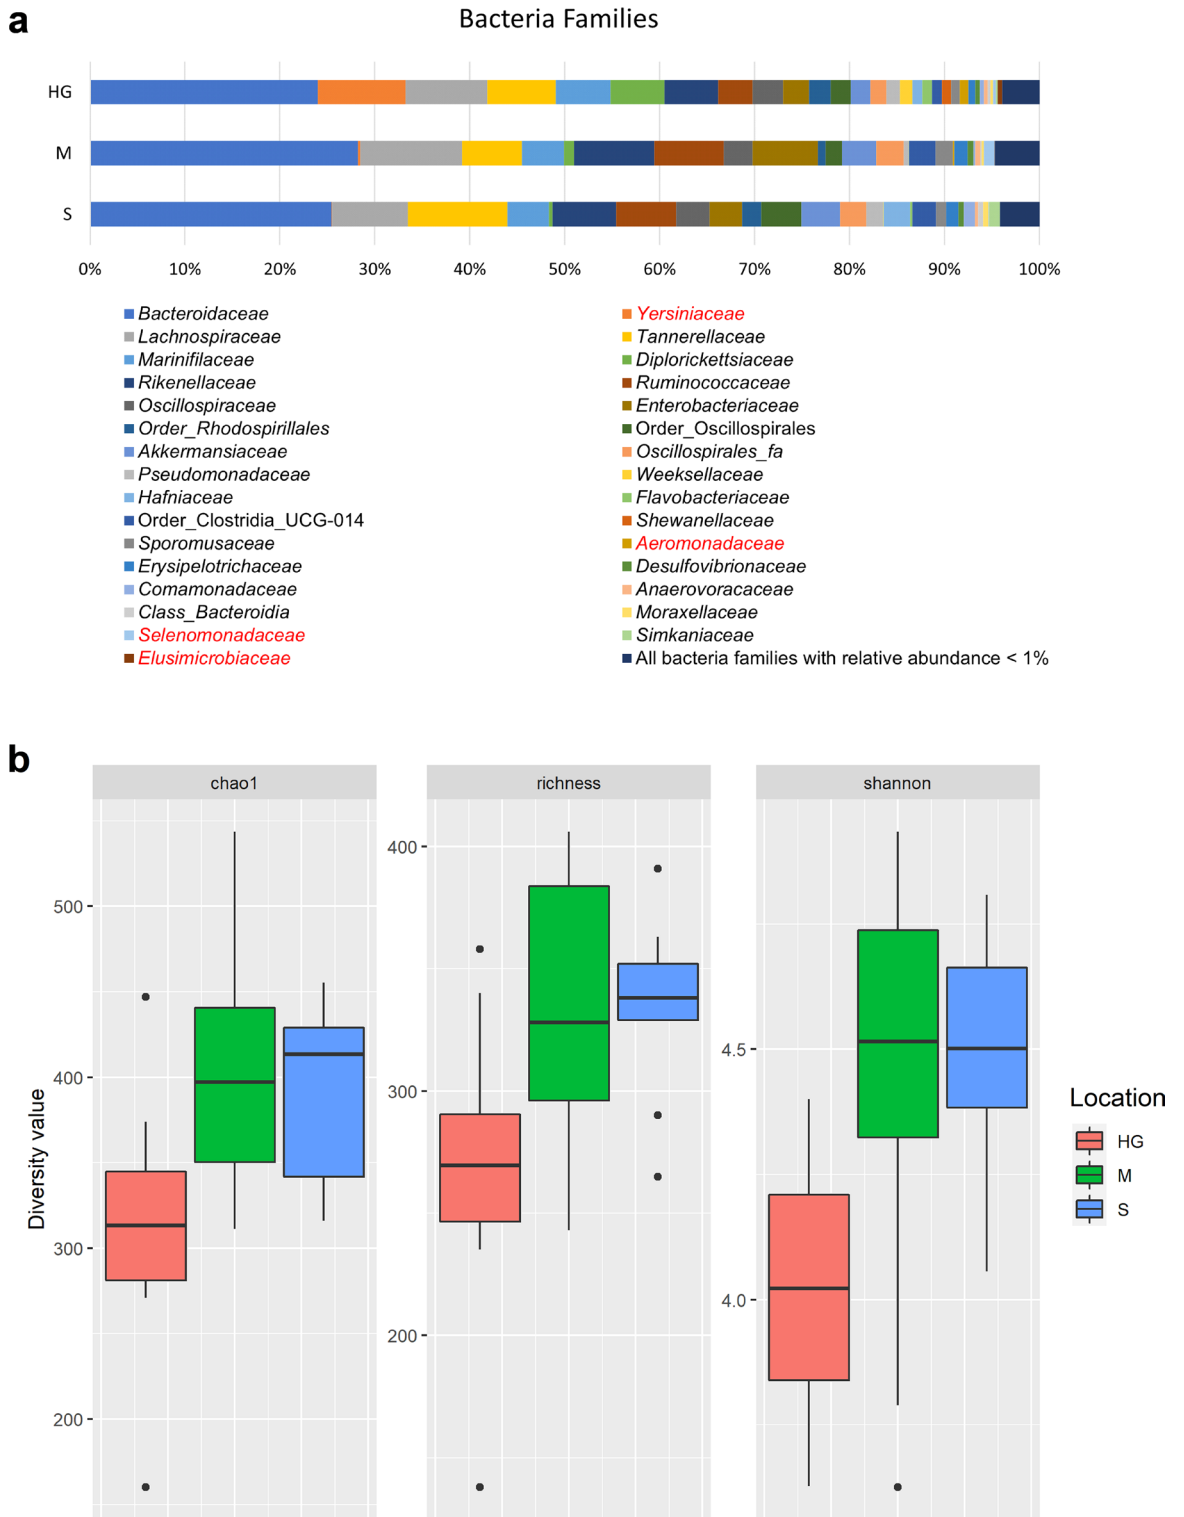 a
Bacteria Families
HG
M
S
0% 10% 20% 30% 40% 50% 60% 70% 80% 90% 100%
Bacteroidaceae Yersiniaceae
Lachnospiraceae Tannerellaceae
Marinifilaceae Diplorickettsiaceae
Rikenellaceae Ruminococcaceae
Oscillospiraceae Enterobacteriaceae
Order_Rhodospirillales Order_Oscillospirales
Akkermansiaceae Oscillospirales_fa
Pseudomonadaceae Weeksellaceae
Hafniaceae Flavobacteriaceae
Order_Clostridia_UCG-014 Shewanellaceae
Sporomusaceae Aeromonadaceae
Erysipelotrichaceae Desulfovibrionaceae
Comamonadaceae Anaerovoracaceae
Class_Bacteroidia Moraxellaceae
Selenomonadaceae Simkaniaceae
Elusimicrobiaceae All bacteria families with relative abundance < 1%
b
chao1 richness shannon
Diversity value
500
400
300
200
400
300
200
4.5
4.0
Location
HG
M
S